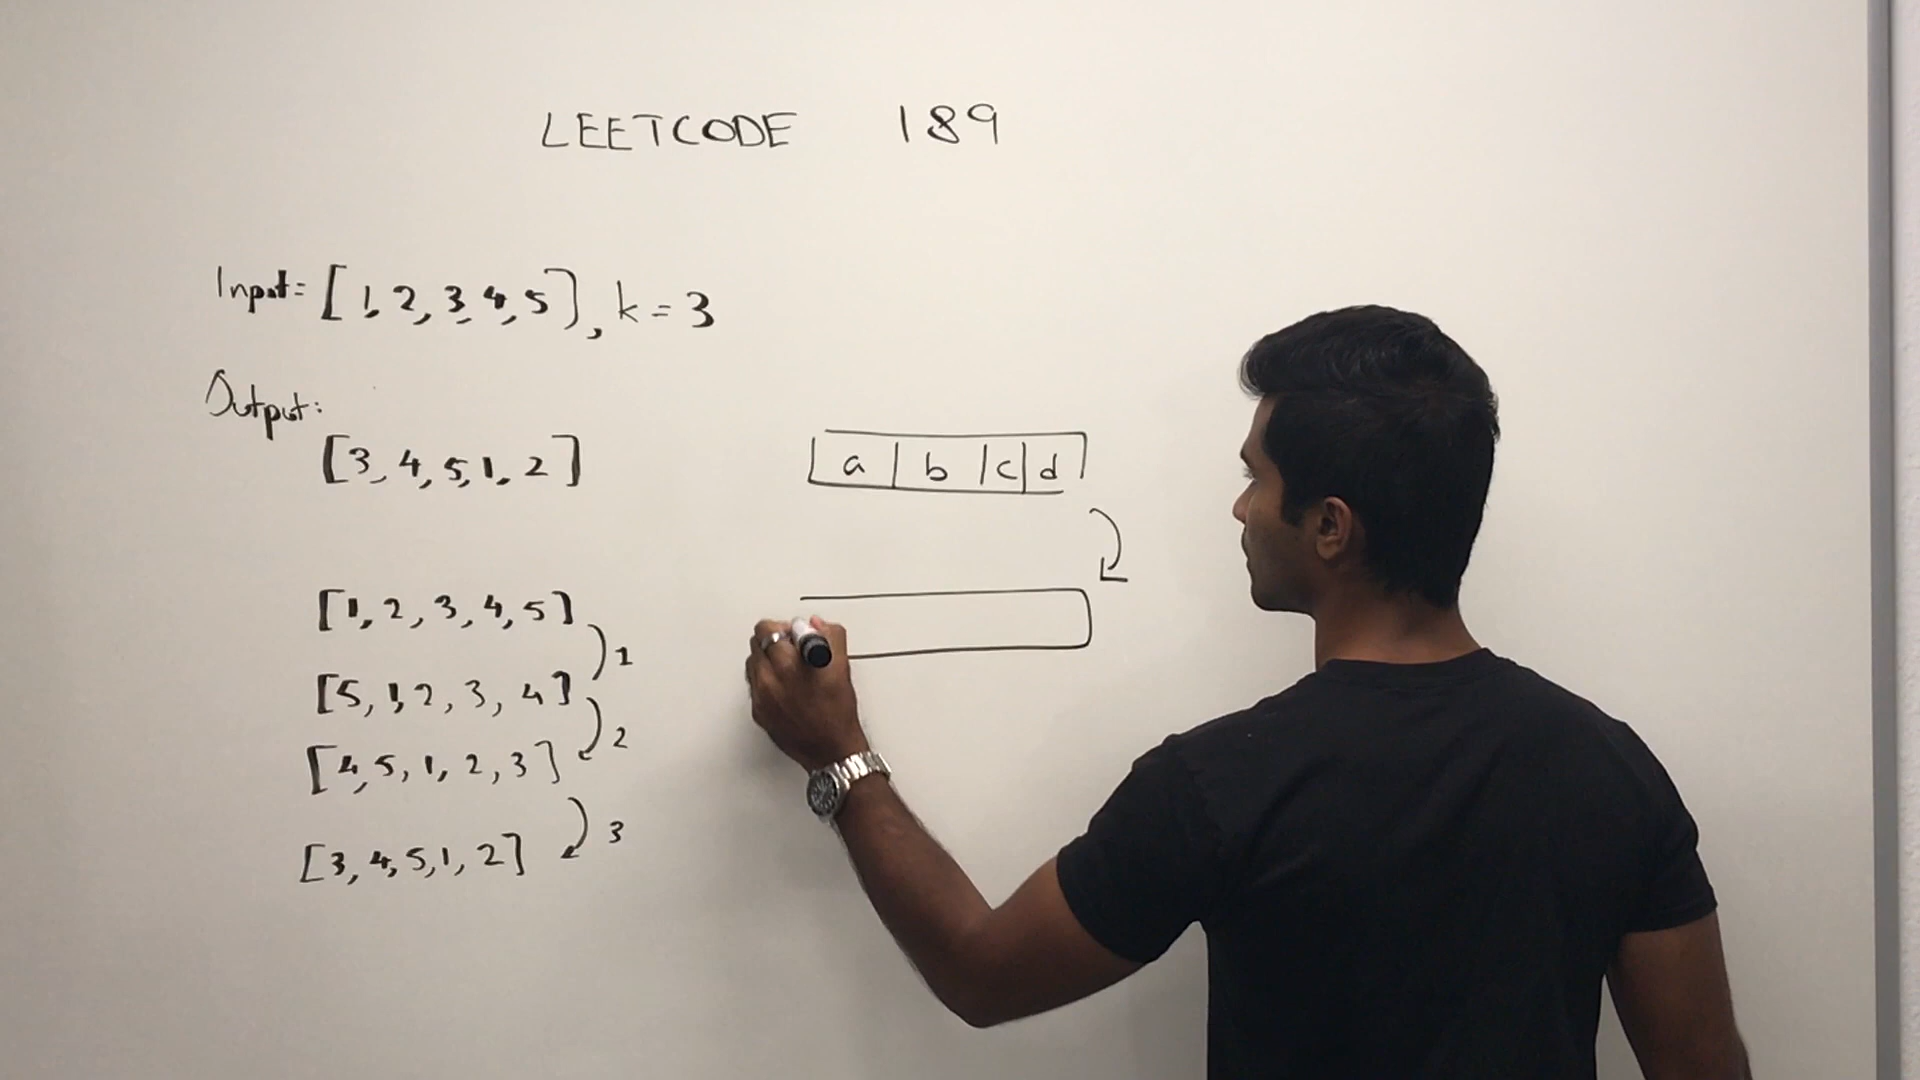 LEETCODE 189
Input = [1, 2, 3, 4, 5], k = 3
Output:
[3, 4, 5, 1, 2]
a b c d
[1, 2, 3, 4, 5]
1
[5, 1, 2, 3, 4]
2
[4, 5, 1, 2, 3]
3
[3, 4, 5, 1, 2]